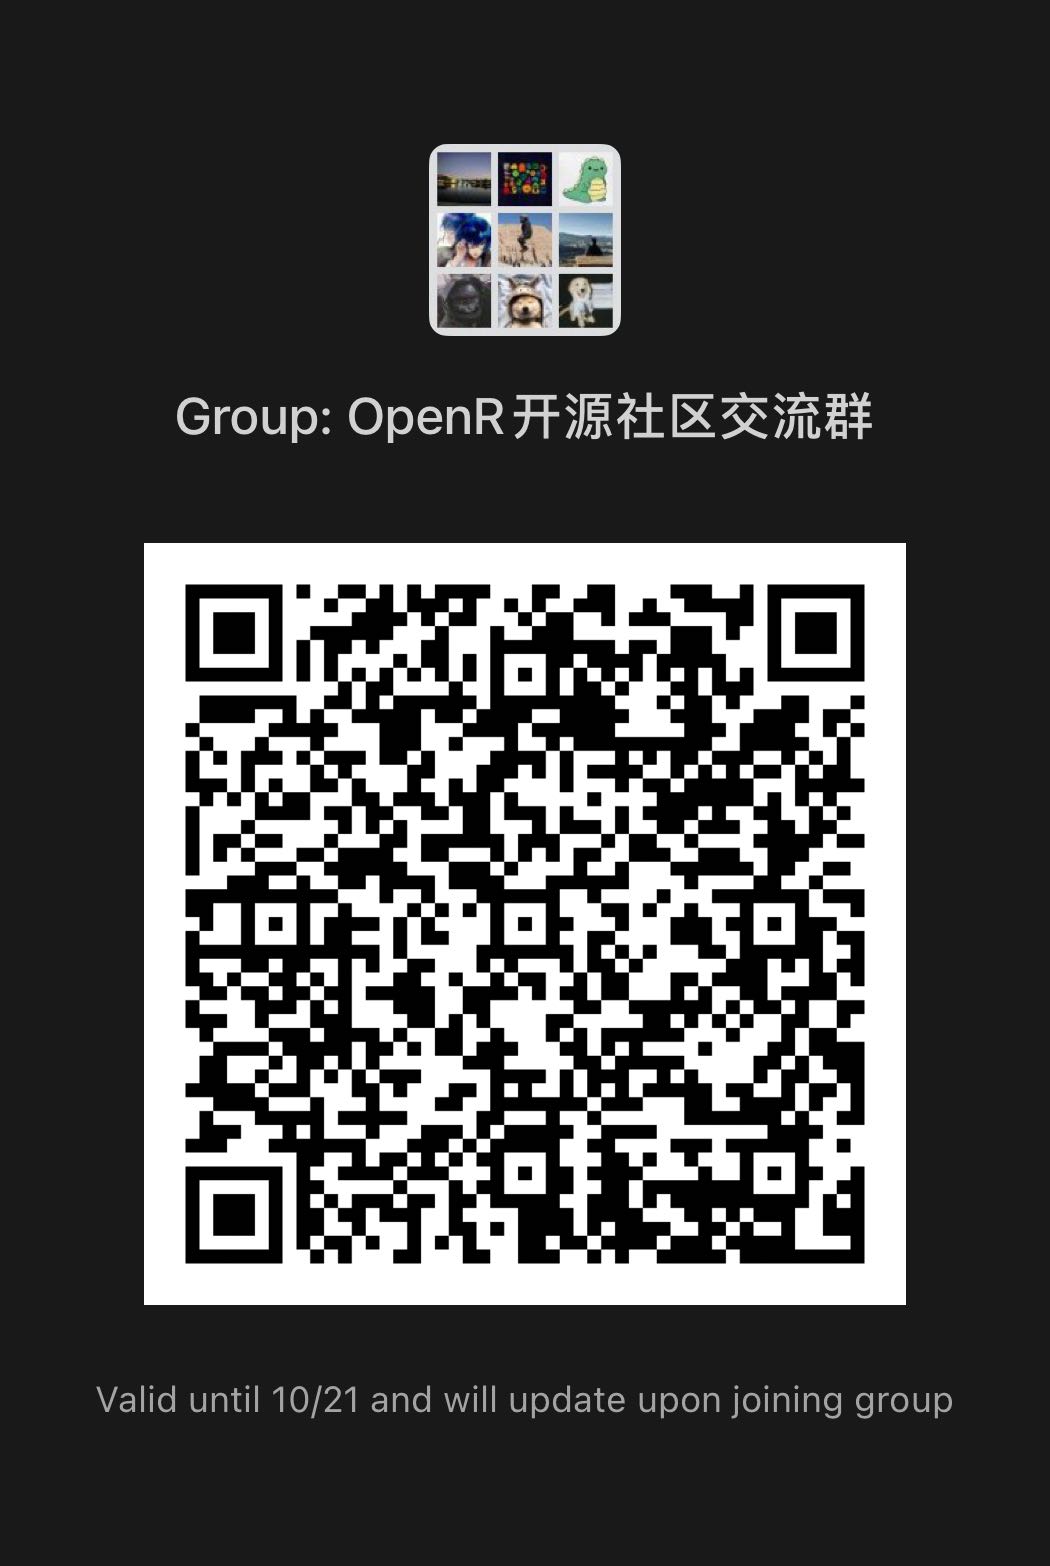 Group: OpenR开源社区交流群
Valid until 10/21 and will update upon joining group